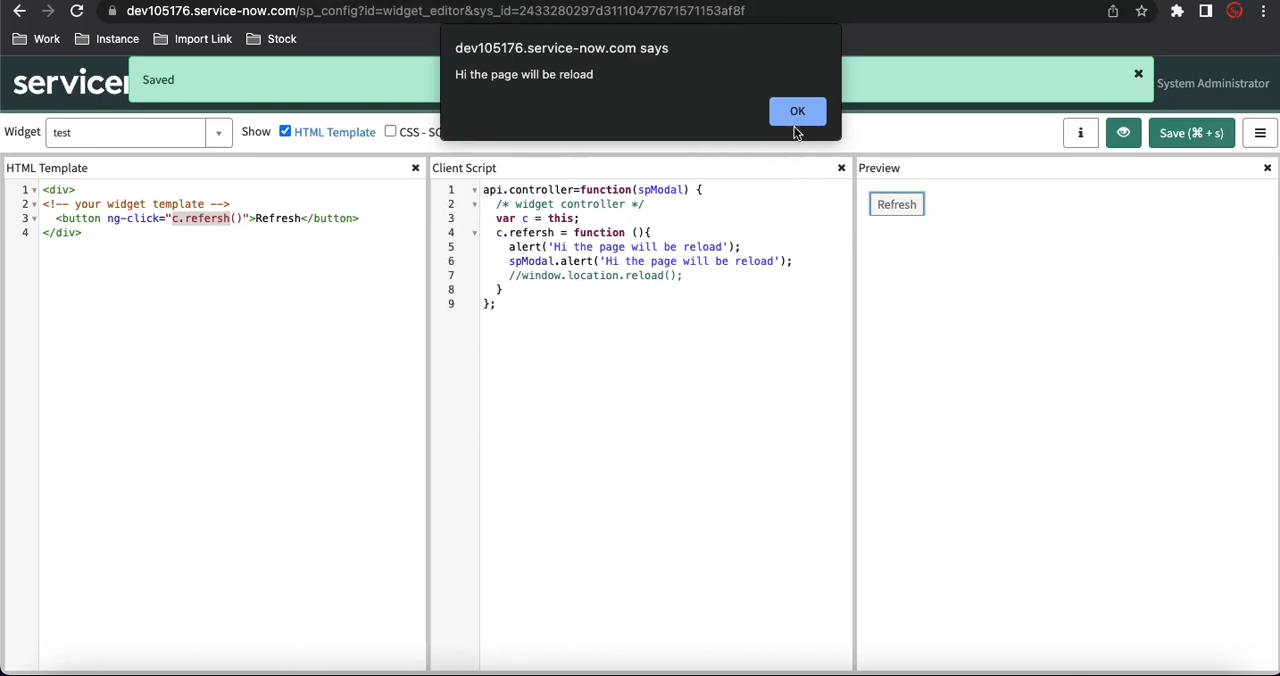 dev105176.service-now.com/sp_config?id=widget_editor&sys_id=2433280297d31110477671571153af8f
Work Instance Import Link Stock
dev105176.service-now.com says
Hi the page will be reload
OK
Saved
System Administrator
Widget test Show HTML Template CSS - SC
Save (⌘ + s)
HTML Template
1 <div>
2 <!-- your widget template -->
3 <button ng-click="c.refersh()">Refresh</button>
4 </div>
Client Script
1 api.controller=function(spModal) {
2 /* widget controller */
3 var c = this;
4 c.refersh = function (){
5 alert('Hi the page will be reload');
6 spModal.alert('Hi the page will be reload');
7 //window.location.reload();
8 }
9 };
Preview
Refresh